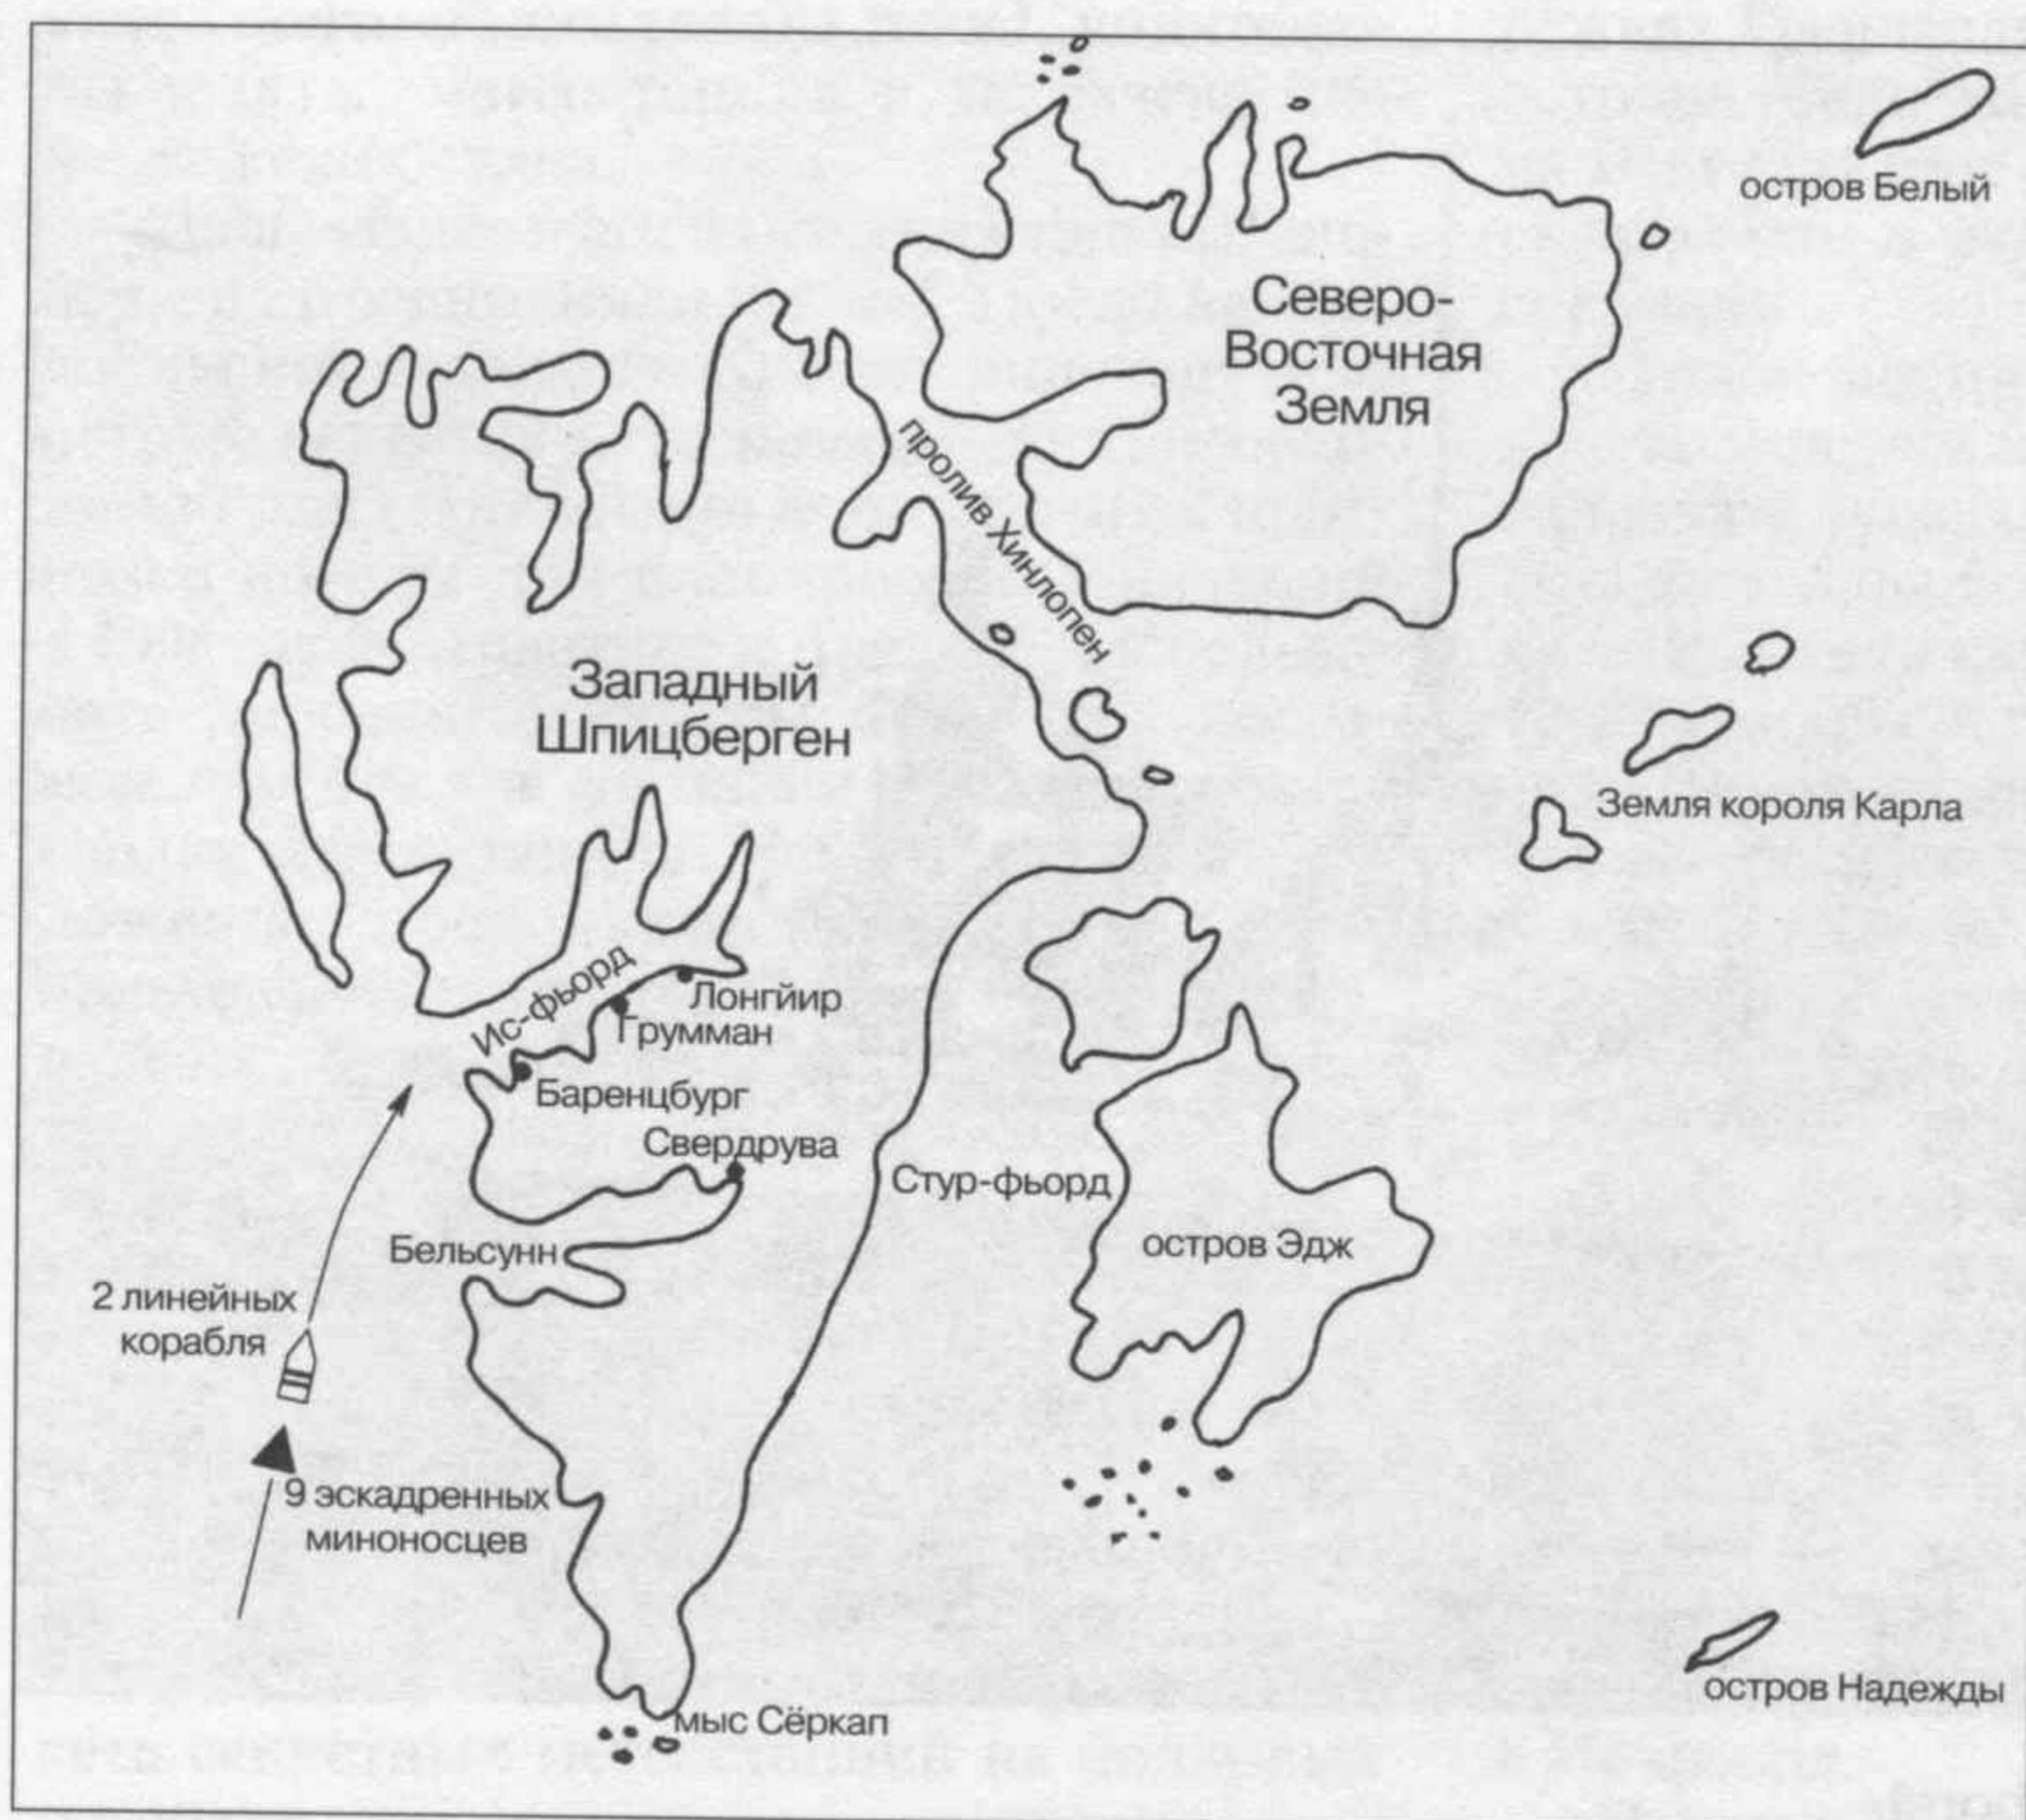 остров Белый
Северо-
Восточная
Земля
пролив Хинлопен
Западный
Шпицберген
Земля короля Карла
Ис-фьорд
Лонгйир
Грумман
Баренцбург
Свердрува
Стур-фьорд
остров Эдж
Бельсунн
2 линейных
корабля
9 эскадренных
миноносцев
остров Надежды
мыс Сёркап